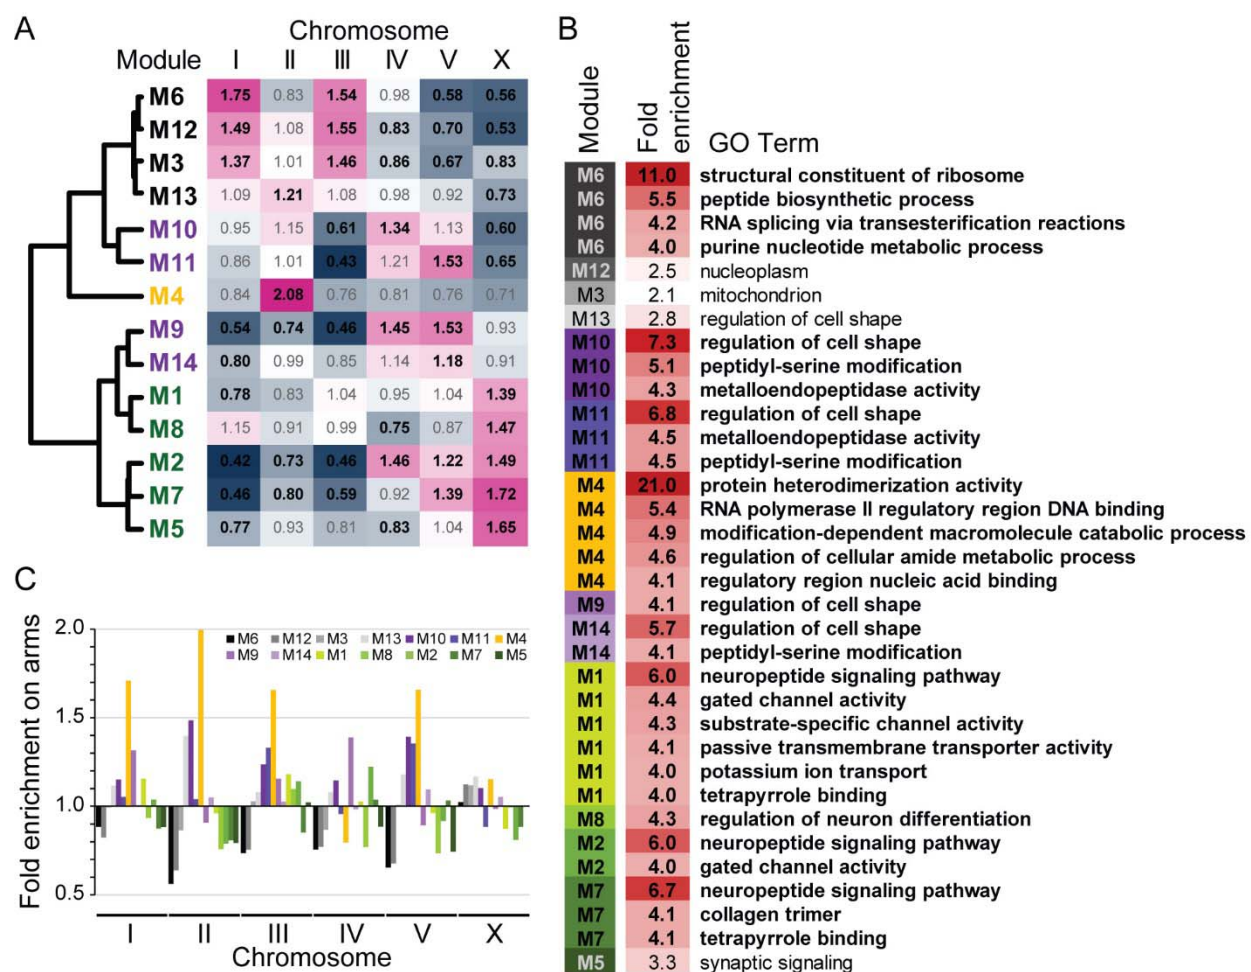 A
Chromosome
Module I II III IV V X
M6 1.75 0.83 1.54 0.98 0.58 0.56
M12 1.49 1.08 1.55 0.83 0.70 0.53
M3 1.37 1.01 1.46 0.86 0.67 0.83
M13 1.09 1.21 1.08 0.98 0.92 0.73
M10 0.95 1.15 0.61 1.34 1.13 0.60
M11 0.86 1.01 0.43 1.21 1.53 0.65
M4 0.84 2.08 0.76 0.81 0.76 0.71
M9 0.54 0.74 0.46 1.45 1.53 0.93
M14 0.80 0.99 0.85 1.14 1.18 0.91
M1 0.78 0.83 1.04 0.95 1.04 1.39
M8 1.15 0.91 0.99 0.75 0.87 1.47
M2 0.42 0.73 0.46 1.46 1.22 1.49
M7 0.46 0.80 0.59 0.92 1.39 1.72
M5 0.77 0.93 0.81 0.83 1.04 1.65
B
Module Fold enrichment GO Term
M6 11.0 structural constituent of ribosome
M6 5.5 peptide biosynthetic process
M6 4.2 RNA splicing via transesterification reactions
M6 4.0 purine nucleotide metabolic process
M12 2.5 nucleoplasm
M3 2.1 mitochondrion
M13 2.8 regulation of cell shape
M10 7.3 regulation of cell shape
M10 5.1 peptidyl-serine modification
M10 4.3 metalloendopeptidase activity
M11 6.8 regulation of cell shape
M11 4.5 metalloendopeptidase activity
M11 4.5 peptidyl-serine modification
M4 21.0 protein heterodimerization activity
M4 5.4 RNA polymerase II regulatory region DNA binding
M4 4.9 modification-dependent macromolecule catabolic process
M4 4.6 regulation of cellular amide metabolic process
M4 4.1 regulatory region nucleic acid binding
M9 4.1 regulation of cell shape
M14 5.7 regulation of cell shape
M14 4.1 peptidyl-serine modification
M1 6.0 neuropeptide signaling pathway
M1 4.4 gated channel activity
M1 4.3 substrate-specific channel activity
M1 4.1 passive transmembrane transporter activity
M1 4.0 potassium ion transport
M1 4.0 tetrapyrrole binding
M8 4.3 regulation of neuron differentiation
M2 6.0 neuropeptide signaling pathway
M2 4.0 gated channel activity
M7 6.7 neuropeptide signaling pathway
M7 4.1 collagen trimer
M7 4.1 tetrapyrrole binding
M5 3.3 synaptic signaling
C
Fold enrichment on arms
2.0
1.5
1.0
0.5
M6 M12 M3 M13 M10 M11 M4
M9 M14 M1 M8 M2 M7 M5
I II III IV V X
Chromosome